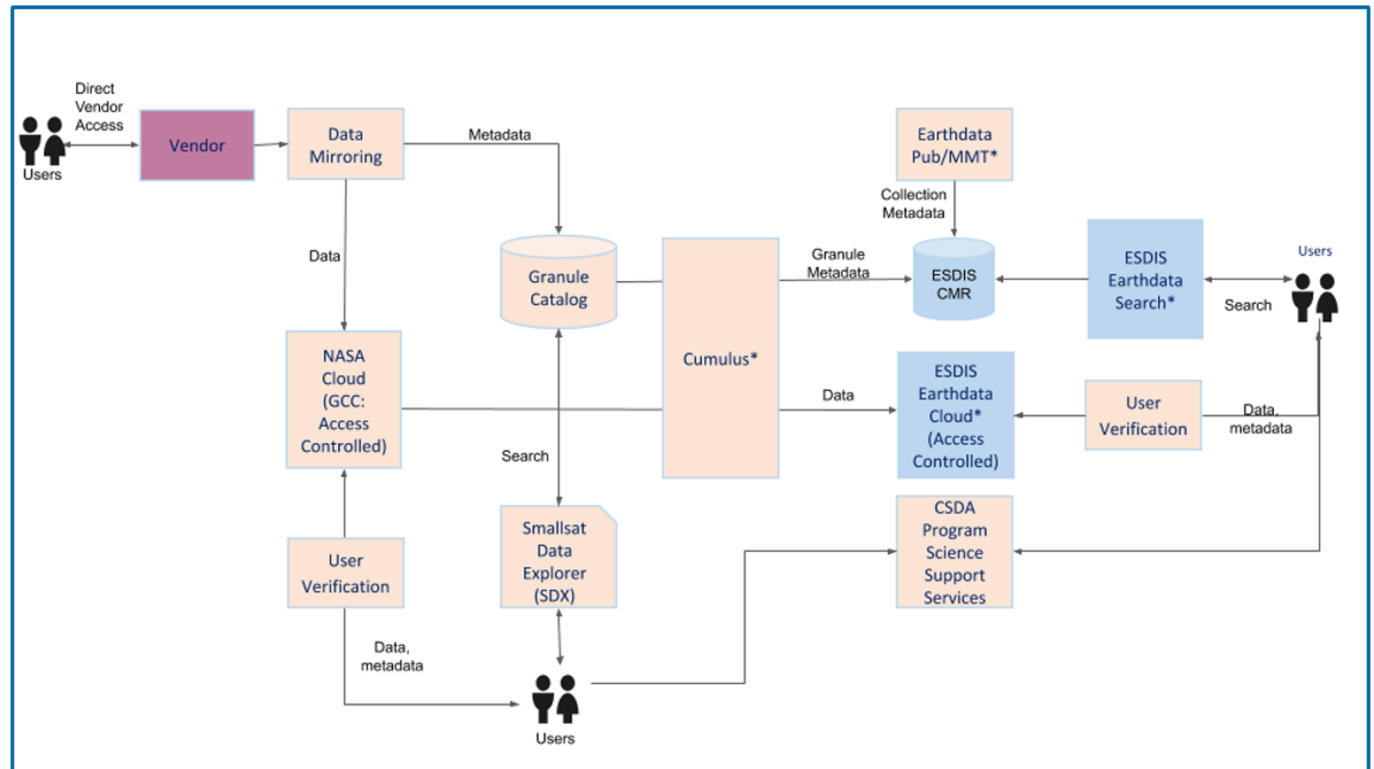 Direct
Vendor
Access
Users
Vendor
Data
Mirroring
Metadata
Data
Granule
Catalog
NASA
Cloud
(GCC:
Access
Controlled)
Search
User
Verification
Smallsat
Data
Explorer
(SDX)
Data,
metadata
Users
Cumulus*
Earthdata
Pub/MMT*
Collection
Metadata
Granule
Metadata
ESDIS
CMR
ESDIS
Earthdata
Search*
Users
Search
Data
ESDIS
Earthdata
Cloud*
(Access
Controlled)
User
Verification
Data,
metadata
CSDA
Program
Science
Support
Services